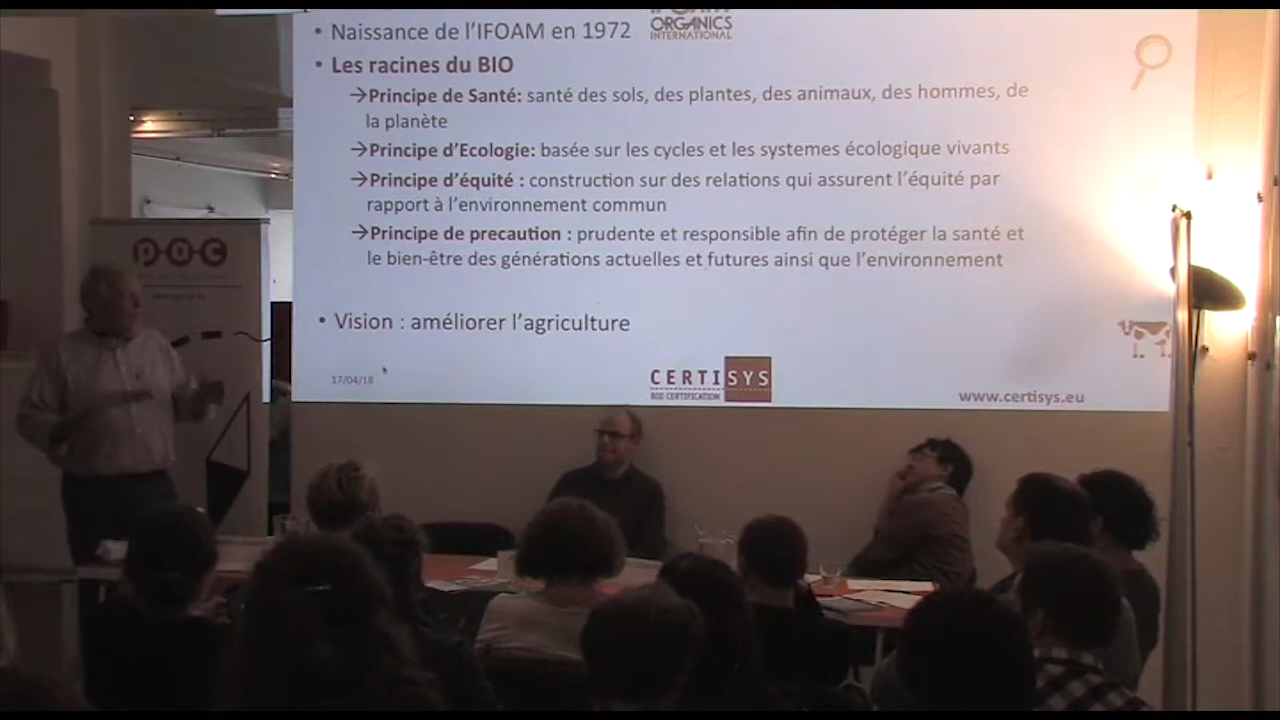 • Naissance de l'IFOAM en 1972
ORGANICS
INTERNATIONAL
• Les racines du BIO
→Principe de Santé: santé des sols, des plantes, des animaux, des hommes, de
la planète
→Principe d'Ecologie: basée sur les cycles et les systemes écologique vivants
→Principe d'équité : construction sur des relations qui assurent l'équité par
rapport à l'environnement commun
→Principe de precaution : prudente et responsible afin de protéger la santé et
le bien-être des générations actuelles et futures ainsi que l'environnement
• Vision : améliorer l'agriculture
17/04/18
CERTISYS
BIO CERTIFICATION
www.certisys.eu